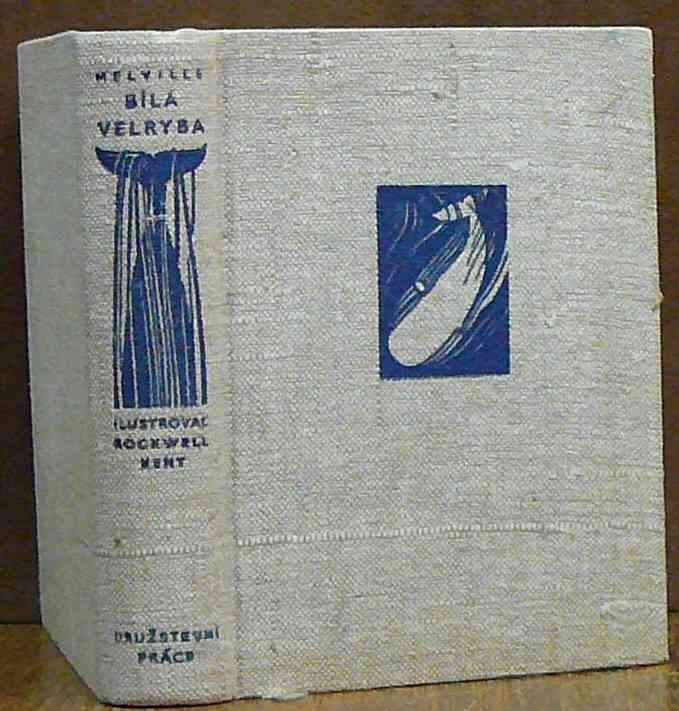 MELVILLE
BÍLÁ
VELRYBA
ILUSTROVAL
ROCKWELL
KENT
DRUŽSTEVNÍ
PRÁCE